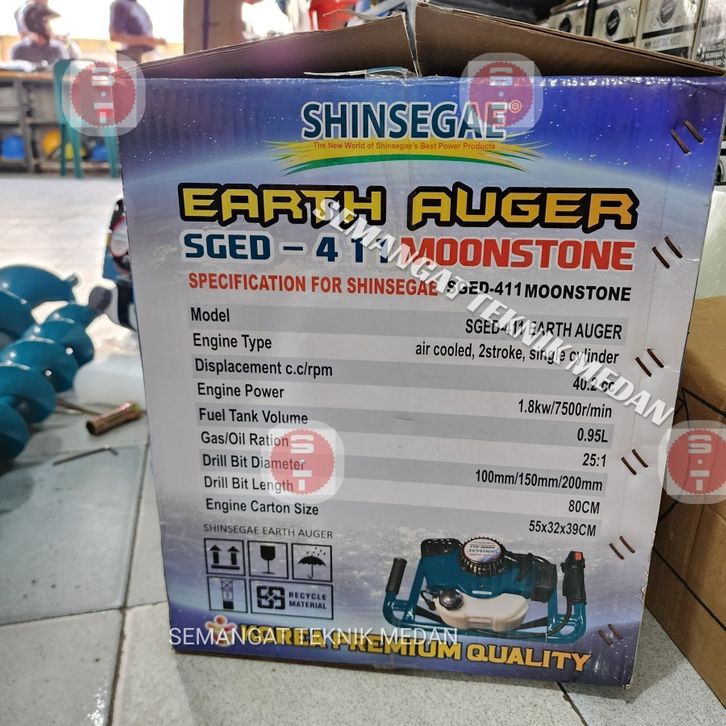 SHINSEGAE
The New World of Shinsegae's Best Power Products
EARTH AUGER
SGED - 411 MOONSTONE
SPECIFICATION FOR SHINSEGAE SGED-411 MOONSTONE
Model SGED-411 EARTH AUGER
Engine Type air cooled, 2stroke, single cylinder
Displacement c.c/rpm 40.2 cc
Engine Power 1.8kw/7500r/min
Fuel Tank Volume 0.95L
Gas/Oil Ration 25:1
Drill Bit Diameter 100mm/150mm/200mm
Drill Bit Length 80CM
Engine Carton Size 55x32x39CM
SHINSEGAE EARTH AUGER
RECYCLE
MATERIAL
SHINSEGAE
KOREA PREMIUM QUALITY
SEMANGAT TEKNIK MEDAN
SEMANGAT TEKNIK MEDAN
S·T
S·T
S·T
S·T